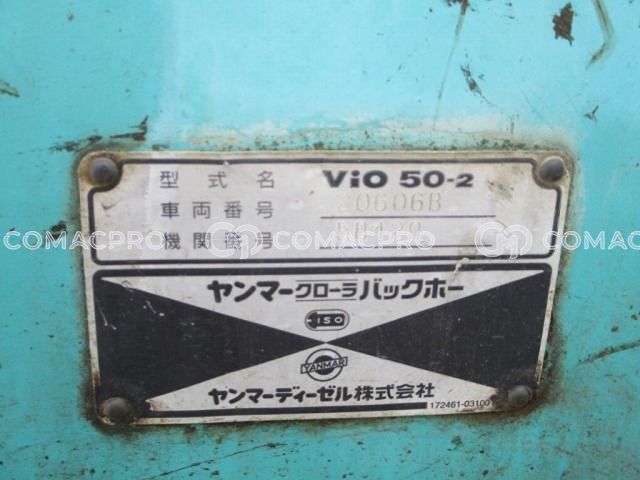 型式名 ViO 50-2
車両番号 20606B
機関番号
COMACPRO COMACPRO COMACPRO
ヤンマークローラバックホー
ISO
YANMAR
ヤンマーディーゼル株式会社
172461-03100